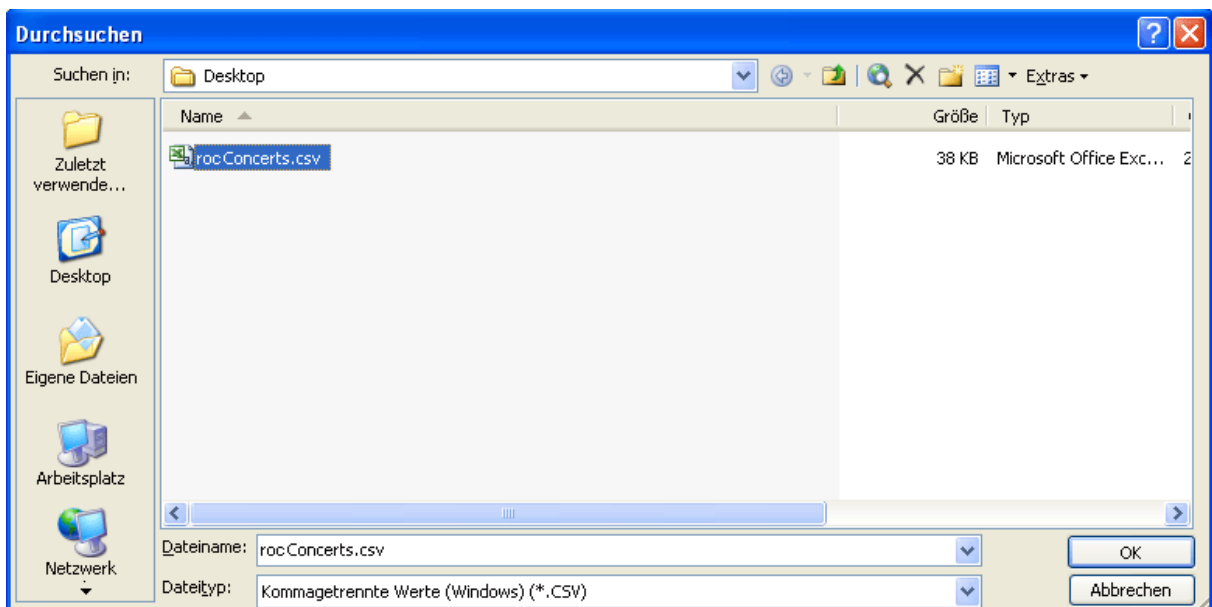 Durchsuchen
Suchen in: Desktop Extras
Name Größe Typ
rocConcerts.csv 38 KB Microsoft Office Exc... 2
Zuletzt
verwende...
Desktop
Eigene Dateien
Arbeitsplatz
Netzwerk
Dateiname: rocConcerts.csv OK
Dateityp: Kommagetrennte Werte (Windows) (*.CSV) Abbrechen